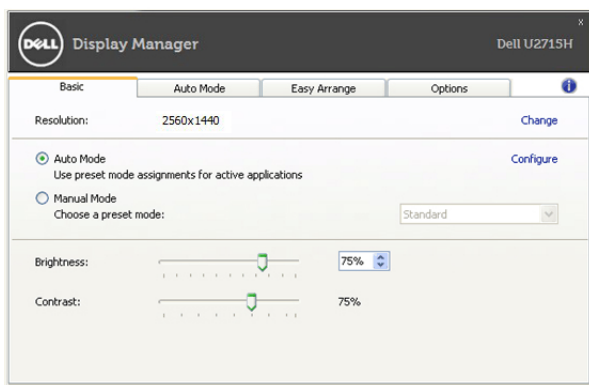 x
DELL Display Manager Dell U2715H
Basic Auto Mode Easy Arrange Options i
Resolution: 2560x1440 Change
Auto Mode Configure
Use preset mode assignments for active applications
Manual Mode
Choose a preset mode: Standard
Brightness: 75%
Contrast: 75%